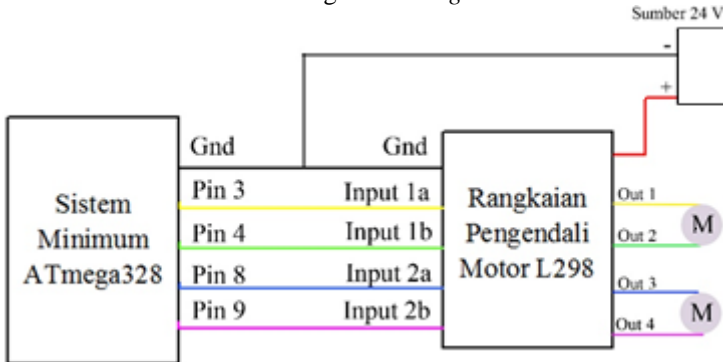 Sumber 24 V
-
+
Gnd Gnd
Pin 3 Input 1a
Pin 4 Input 1b
Pin 8 Input 2a
Pin 9 Input 2b
Sistem
Minimum
ATmega328
Rangkaian
Pengendali
Motor L298
Out 1
Out 2
Out 3
Out 4
M
M